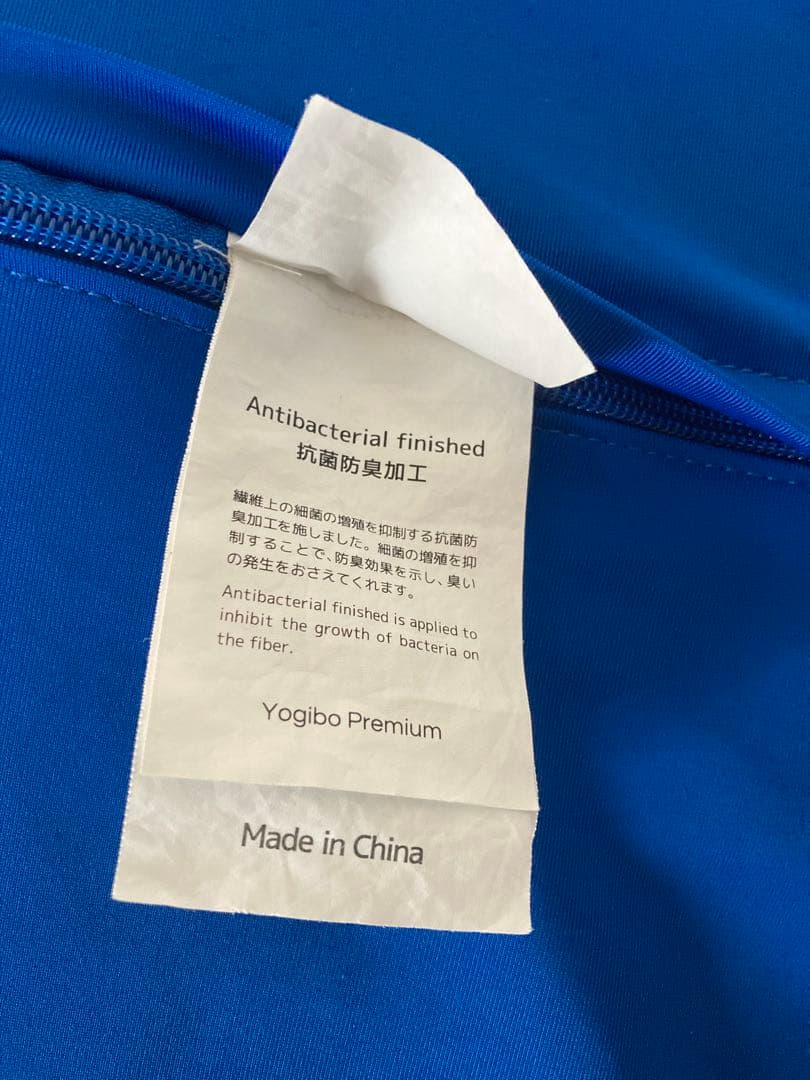 Antibacterial finished
抗菌防臭加工
繊維上の細菌の増殖を抑制する抗菌防
臭加工を施しました。細菌の増殖を抑
制することで、防臭効果を示し、臭い
の発生をおさえてくれます。
Antibacterial finished is applied to
inhibit the growth of bacteria on
the fiber.
Yogibo Premium
Made in China